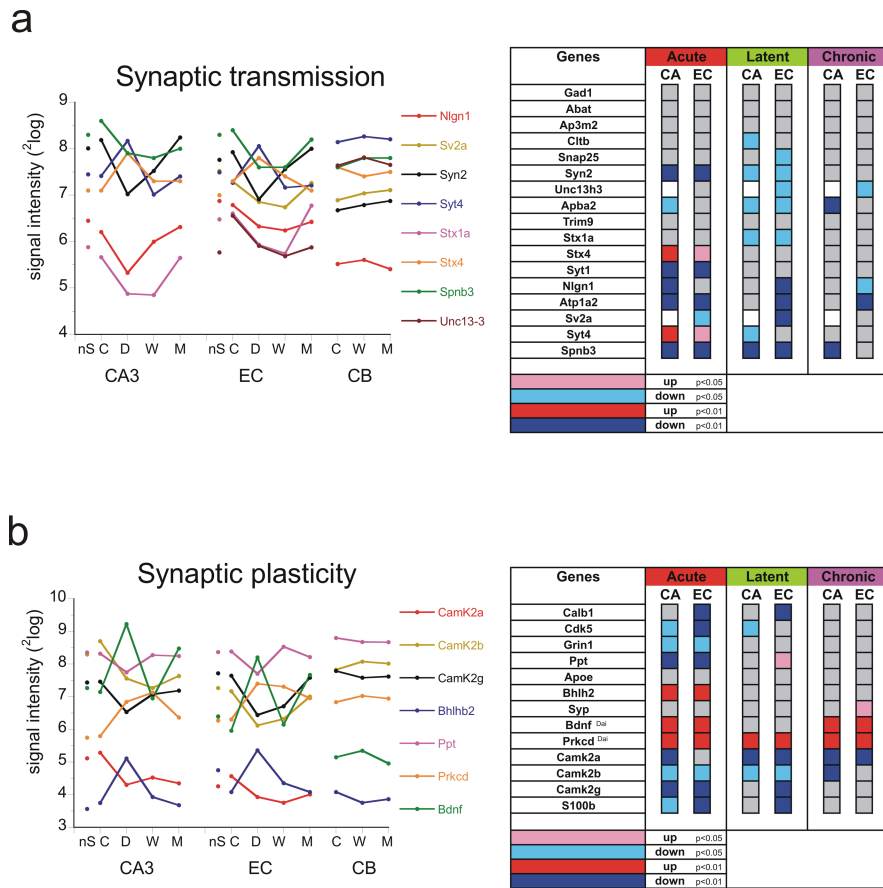 a
Synaptic transmission
signal intensity (²log)
9
8
7
6
5
4
nS C D W M
nS C D W M
C W M
CA3
EC
CB
Nlgn1
Sv2a
Syn2
Syt4
Stx1a
Stx4
Spnb3
Unc13-3
Genes Acute Latent Chronic
CA EC CA EC CA EC
Gad1
Abat
Ap3m2
Cltb
Snap25
Syn2
Unc13h3
Apba2
Trim9
Stx1a
Stx4
Syt1
Nlgn1
Atp1a2
Sv2a
Syt4
Spnb3
up p<0.05
down p<0.05
up p<0.01
down p<0.01
b
Synaptic plasticity
signal intensity (²log)
10
9
8
7
6
5
4
3
nS C D W M
nS C D W M
C W M
CA3
EC
CB
CamK2a
CamK2b
CamK2g
Bhlhb2
Ppt
Prkcd
Bdnf
Genes Acute Latent Chronic
CA EC CA EC CA EC
Calb1
Cdk5
Grin1
Ppt
Apoe
Bhlh2
Syp
Bdnf Dai
Prkcd Dai
Camk2a
Camk2b
Camk2g
S100b
up p<0.05
down p<0.05
up p<0.01
down p<0.01